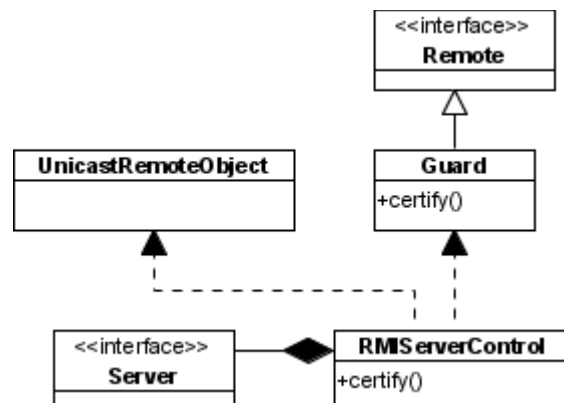 <<interface>>
Remote
UnicastRemoteObject
Guard
+certify()
<<interface>>
Server
RMIServerControl
+certify()